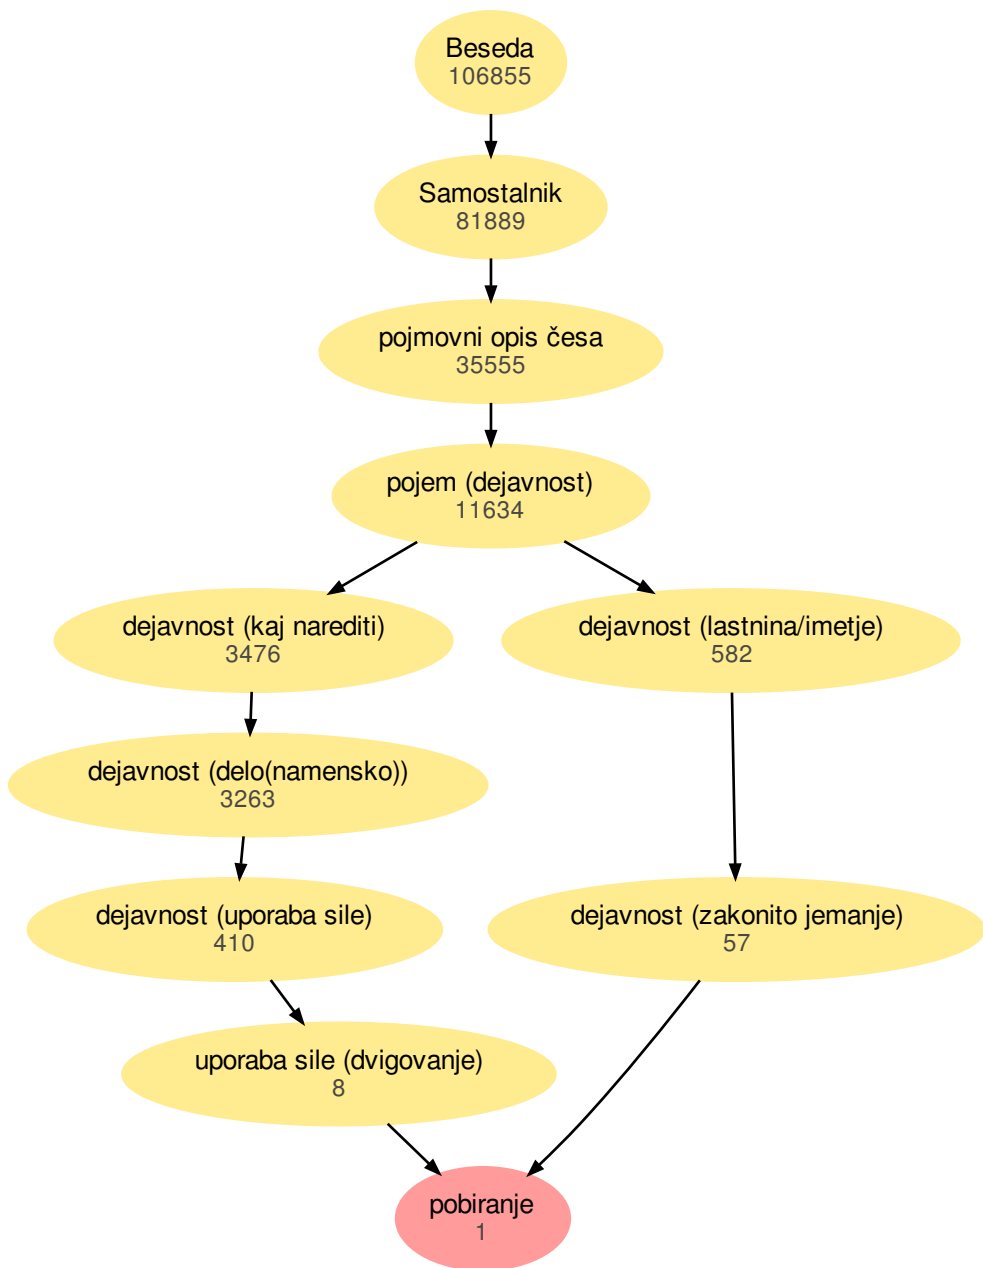 Beseda
106855
Samostalnik
81889
pojmovni opis česa
35555
pojem (dejavnost)
11634
dejavnost (kaj narediti)
3476
dejavnost (lastnina/imetje)
582
dejavnost (delo(namensko))
3263
dejavnost (uporaba sile)
410
dejavnost (zakonito jemanje)
57
uporaba sile (dvigovanje)
8
pobiranje
1